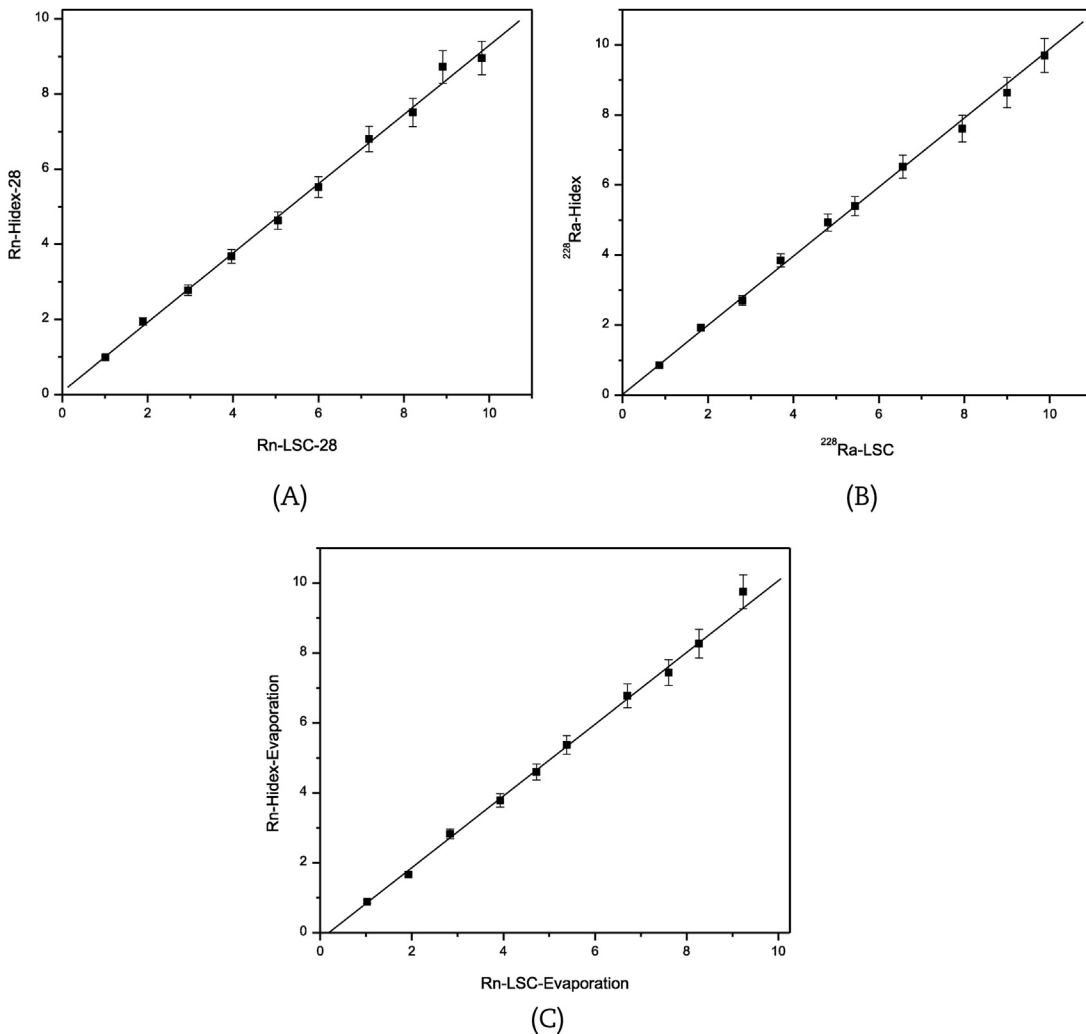 10
8
6
4
2
0
0 2 4 6 8 10
Rn-Hidex-28
Rn-LSC-28
(A)
10
8
6
4
2
0
0 2 4 6 8 10
²²⁸Ra-Hidex
²²⁸Ra-LSC
(B)
10
8
6
4
2
0
0 2 4 6 8 10
Rn-Hidex-Evaporation
Rn-LSC-Evaporation
(C)